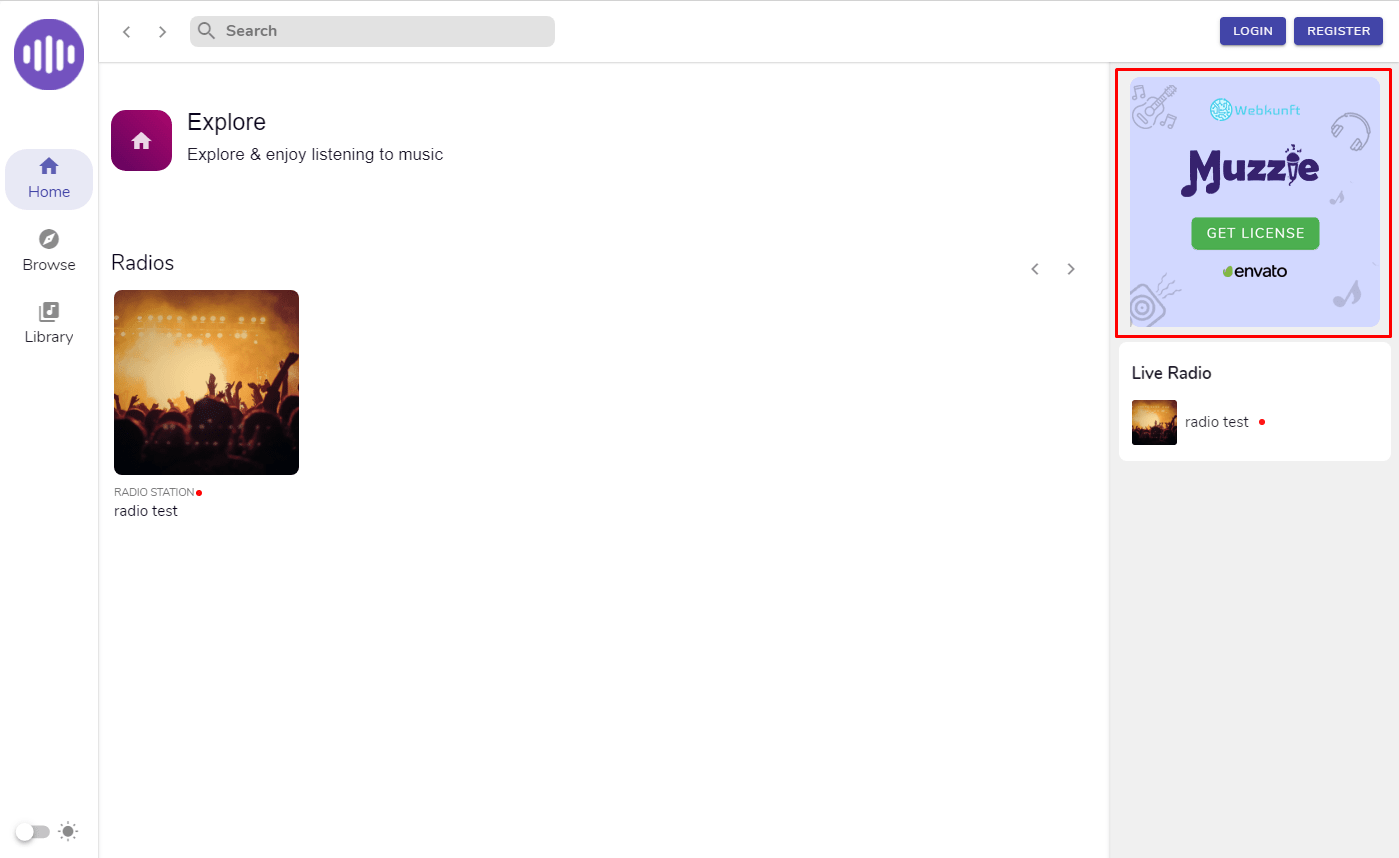 Search
LOGIN
REGISTER
Home
Browse
Library
Explore
Explore & enjoy listening to music
Radios
RADIO STATION
radio test
Webkunft
Muzzie
GET LICENSE
envato
Live Radio
radio test